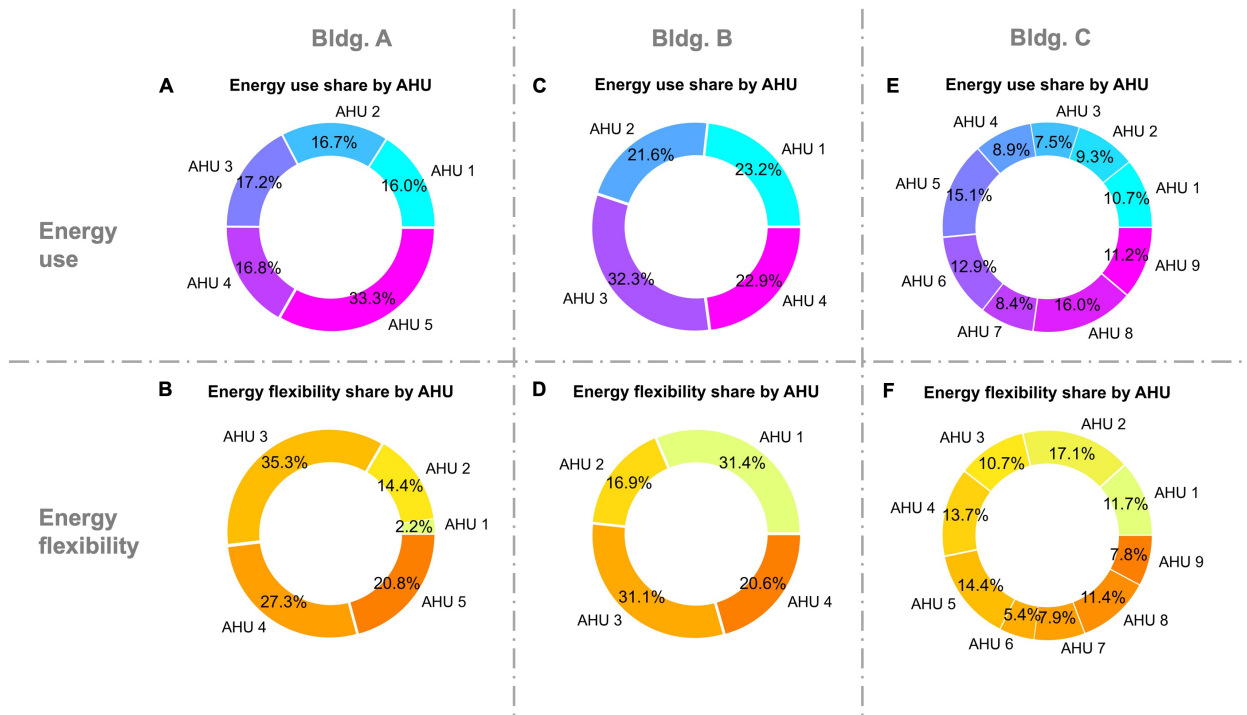 Bldg. A
Bldg. B
Bldg. C
Energy
use
A
Energy use share by AHU
AHU 1
16.0%
AHU 2
16.7%
AHU 3
17.2%
AHU 4
16.8%
AHU 5
33.3%
C
Energy use share by AHU
AHU 1
23.2%
AHU 2
21.6%
AHU 3
32.3%
AHU 4
22.9%
E
Energy use share by AHU
AHU 1
10.7%
AHU 2
9.3%
AHU 3
7.5%
AHU 4
8.9%
AHU 5
15.1%
AHU 6
12.9%
AHU 7
8.4%
AHU 8
16.0%
AHU 9
11.2%
Energy
flexibility
B
Energy flexibility share by AHU
AHU 1
2.2%
AHU 2
14.4%
AHU 3
35.3%
AHU 4
27.3%
AHU 5
20.8%
D
Energy flexibility share by AHU
AHU 1
31.4%
AHU 2
16.9%
AHU 3
31.1%
AHU 4
20.6%
F
Energy flexibility share by AHU
AHU 1
11.7%
AHU 2
17.1%
AHU 3
10.7%
AHU 4
13.7%
AHU 5
14.4%
AHU 6
5.4%
AHU 7
7.9%
AHU 8
11.4%
AHU 9
7.8%